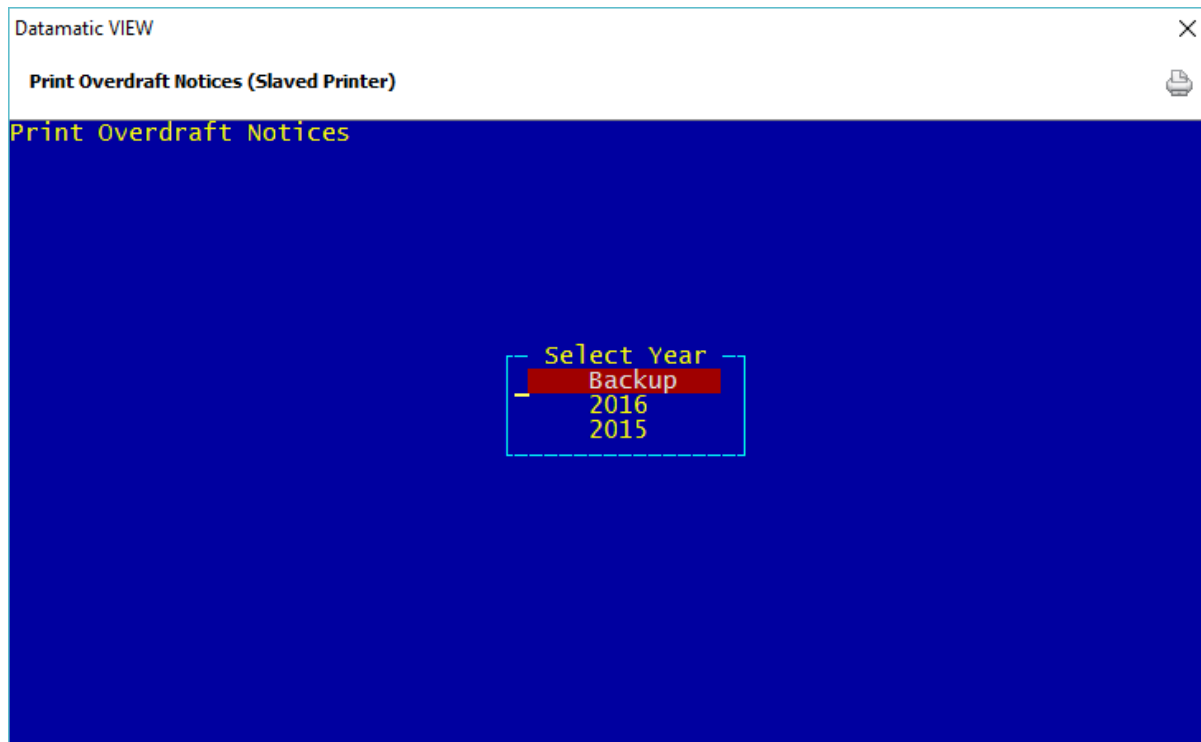 Datamatic VIEW
Print Overdraft Notices (Slaved Printer)
Print Overdraft Notices
Select Year
Backup
2016
2015